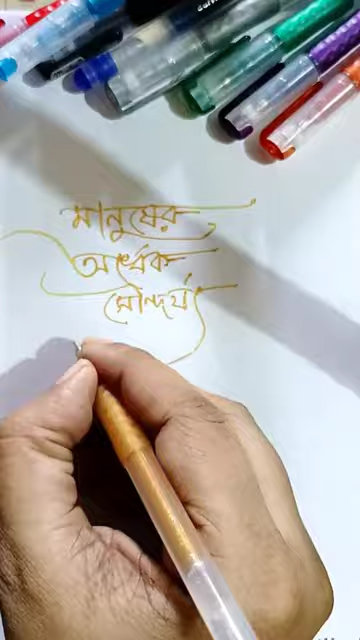 মানুষের
অর্ধেক
সৌন্দর্য